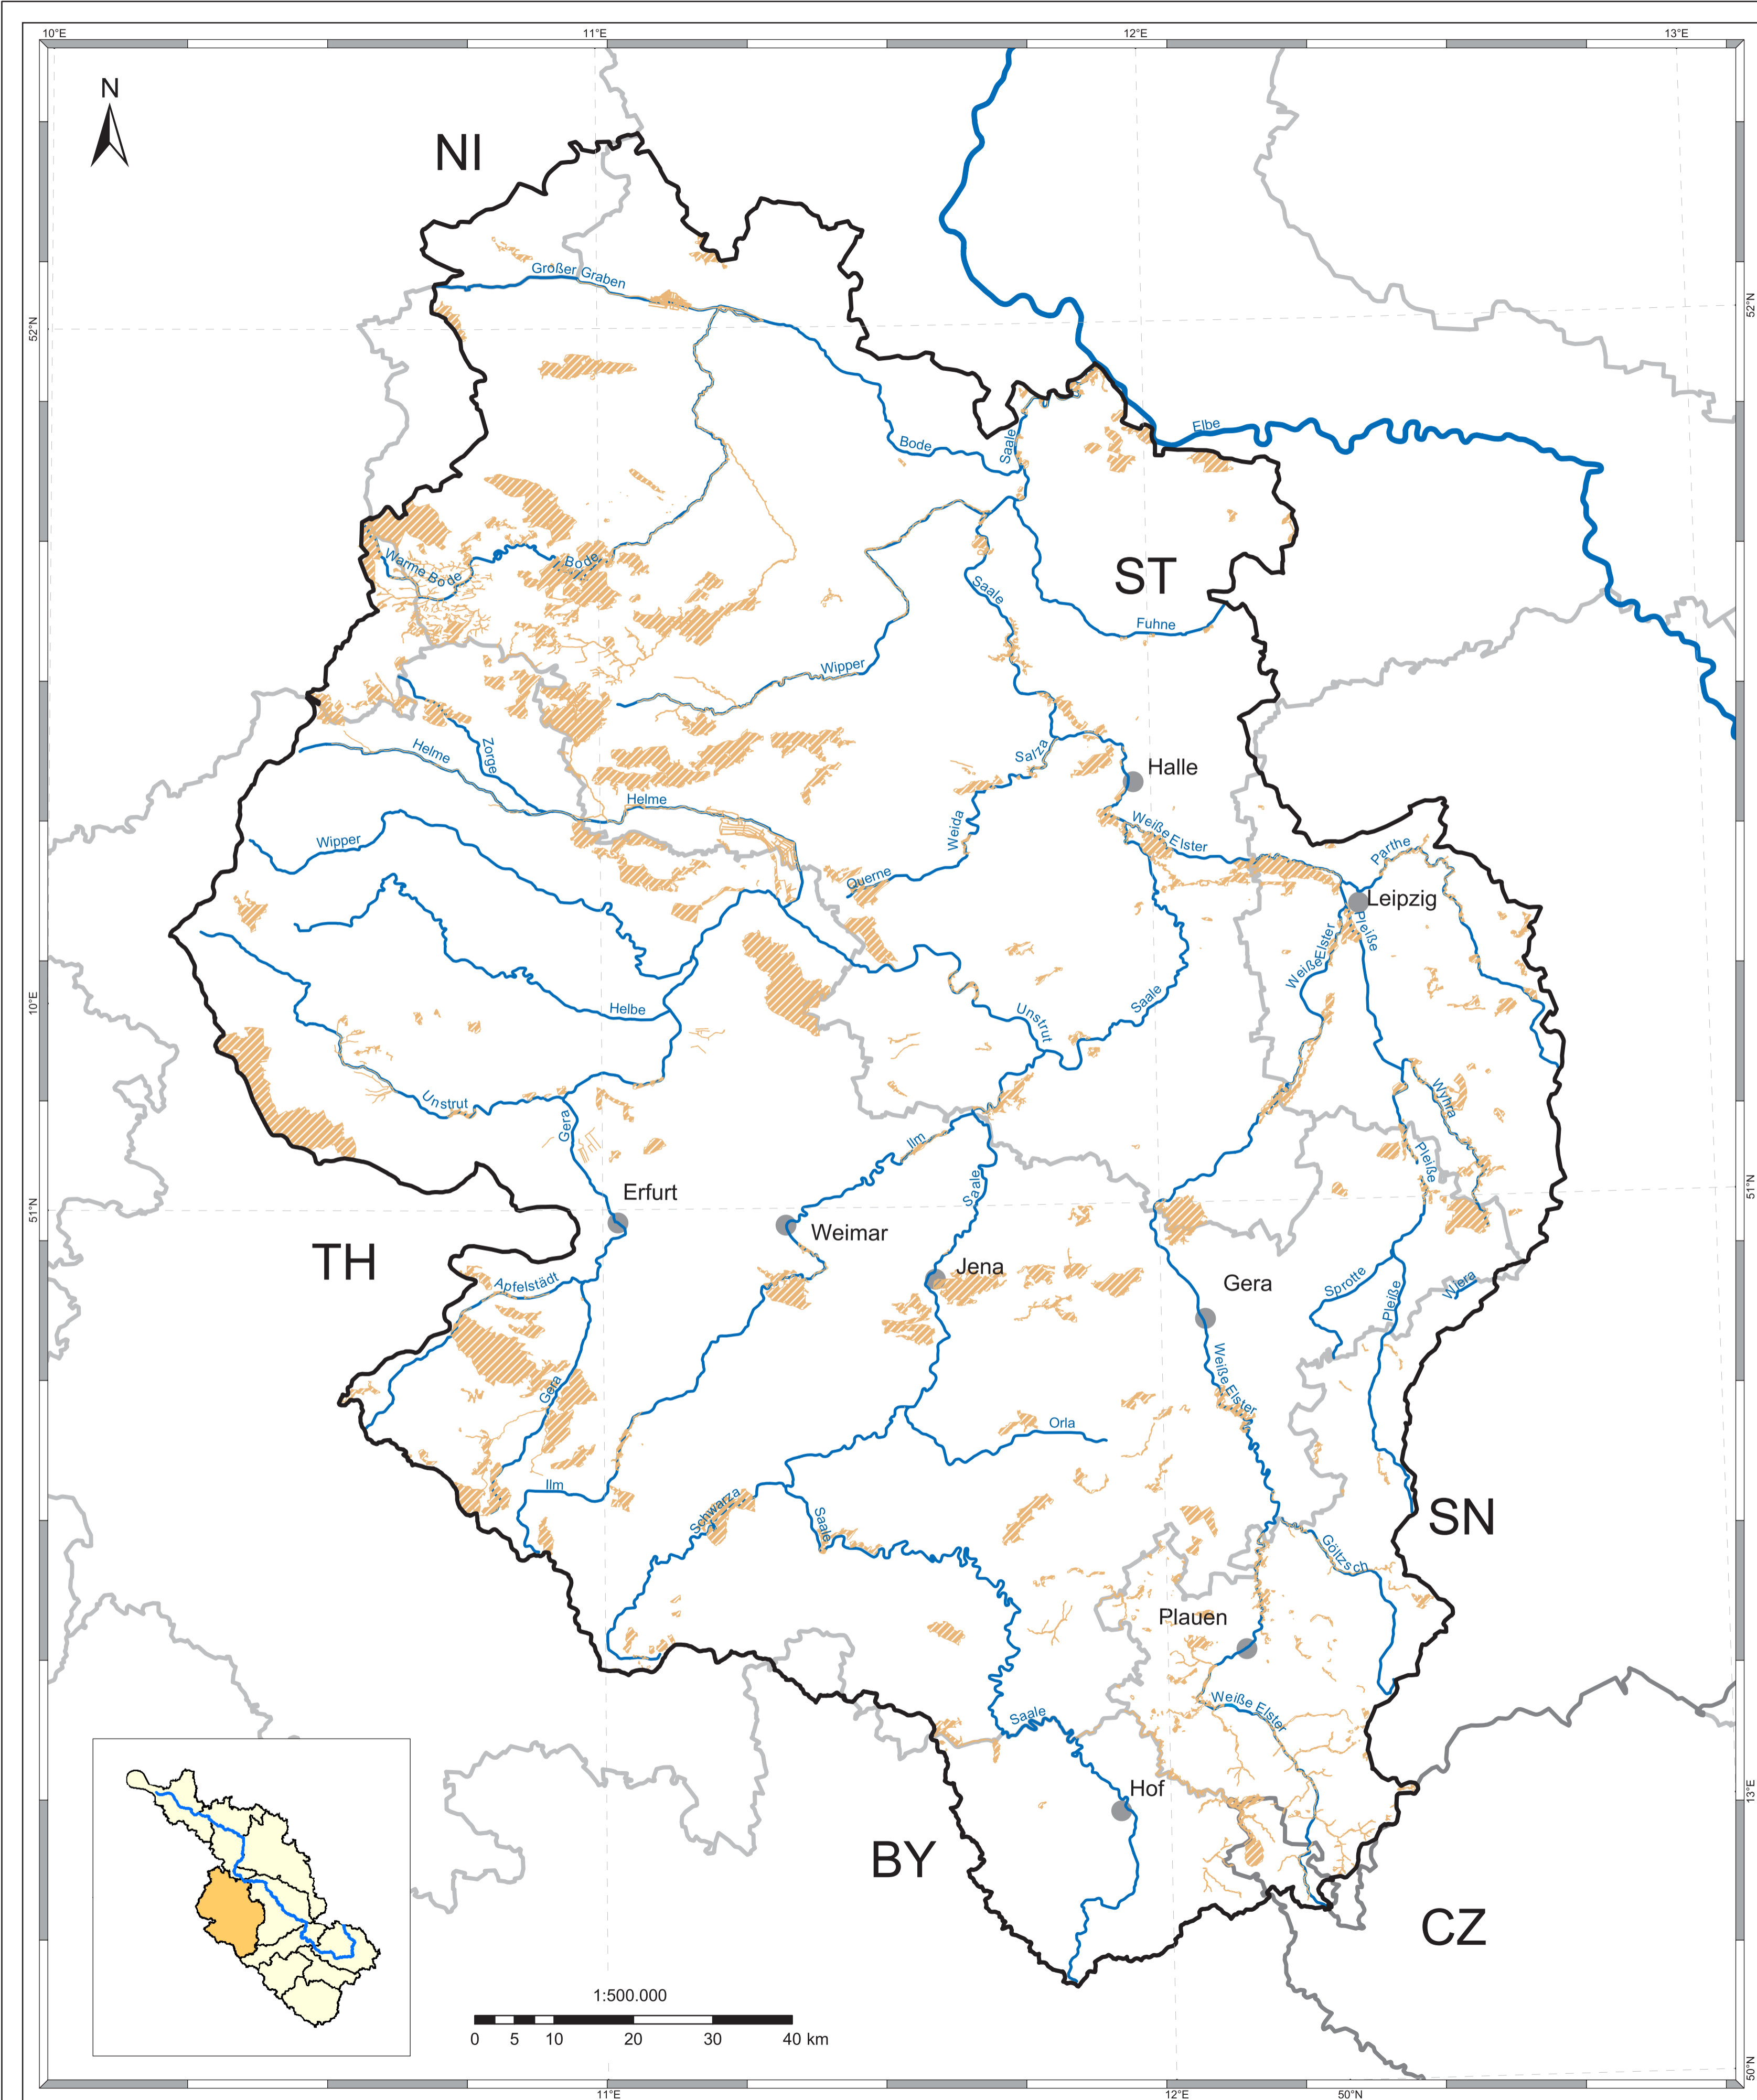 10°E
11°E
12°E
13°E
N
NI
Großer Graben
52°N
52°N
Elbe
Bode
Saale
Warme Bode
Bode
ST
Saale
Fuhne
Wipper
Zorge
Helme
Salza
Halle
Helme
Weida
Weiße Elster
Wipper
Parthe
Querne
Leipzig
Pleiße
Weiße Elster
10°E
Helbe
Saale
Unstrut
Unstrut
Wyhra
Gera
Ilm
Pleiße
Saale
Erfurt
51°N
51°N
Weimar
TH
Jena
Apfelstädt
Gera
Sprotte
Wiera
Pleiße
Weiße Elster
Gera
Orla
Ilm
Schwarza
Saale
SN
Göltzsch
Plauen
Weiße Elster
Saale
Hof
13°E
BY
CZ
1:500.000
0 5 10 20 30 40 km
50°N
11°E
12°E
50°N